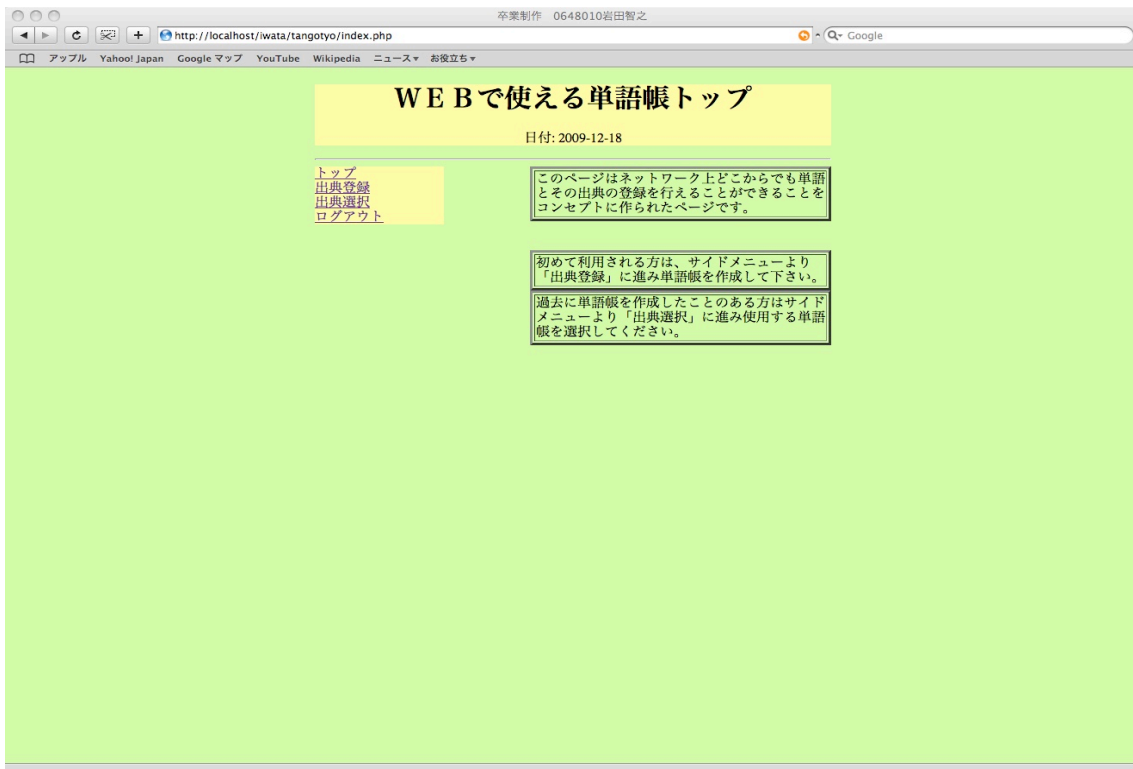 卒業制作　0648010岩田智之
http://localhost/iwata/tangotyo/index.php
Google
アップル Yahoo! Japan Google マップ YouTube Wikipedia ニュース お役立ち
ＷＥＢで使える単語帳トップ
日付: 2009-12-18
トップ
出典登録
出典選択
ログアウト
このページはネットワーク上どこからでも単語
とその出典の登録を行えることができることを
コンセプトに作られたページです。
初めて利用される方は、サイドメニューより
「出典登録」に進み単語帳を作成して下さい。
過去に単語帳を作成したことのある方はサイド
メニューより「出典選択」に進み使用する単語
帳を選択してください。